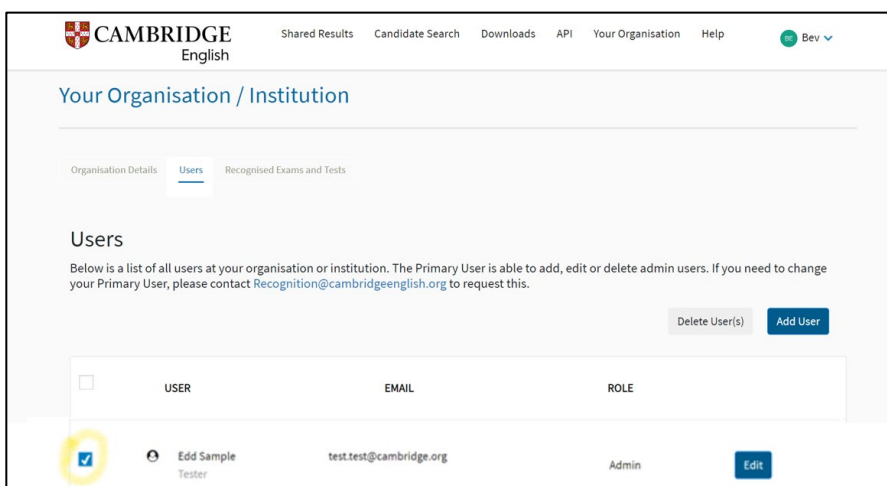 CAMBRIDGE
English
Shared Results Candidate Search Downloads API Your Organisation Help BE Bev
Your Organisation / Institution
Organisation Details Users Recognised Exams and Tests
Users
Below is a list of all users at your organisation or institution. The Primary User is able to add, edit or delete admin users. If you need to change
your Primary User, please contact Recognition@cambridgeenglish.org to request this.
Delete User(s) Add User
USER EMAIL ROLE
Edd Sample test.test@cambridge.org Admin Edit
Tester